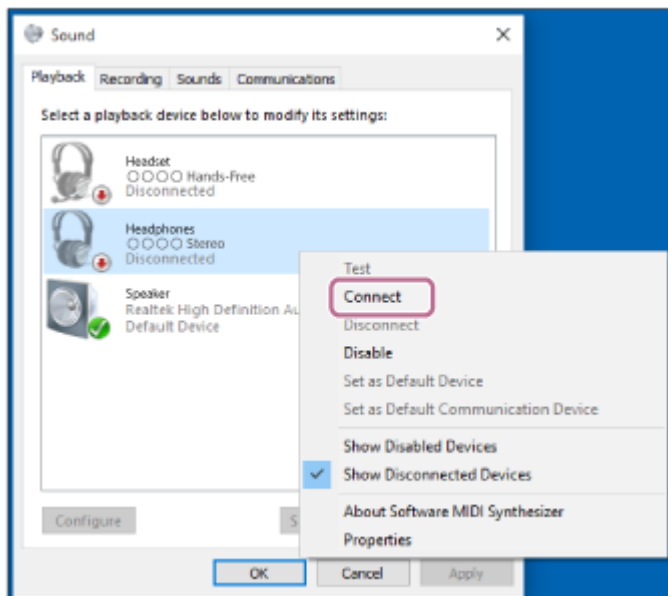 Sound
Playback Recording Sounds Communications
Select a playback device below to modify its settings:
Headset
○○○○ Hands-Free
Disconnected
Headphones
○○○○ Stereo
Disconnected
Speaker
Realtek High Definition Au
Default Device
Test
Connect
Disconnect
Disable
Set as Default Device
Set as Default Communication Device
Show Disabled Devices
Show Disconnected Devices
About Software MIDI Synthesizer
Properties
Configure S
OK Cancel Apply